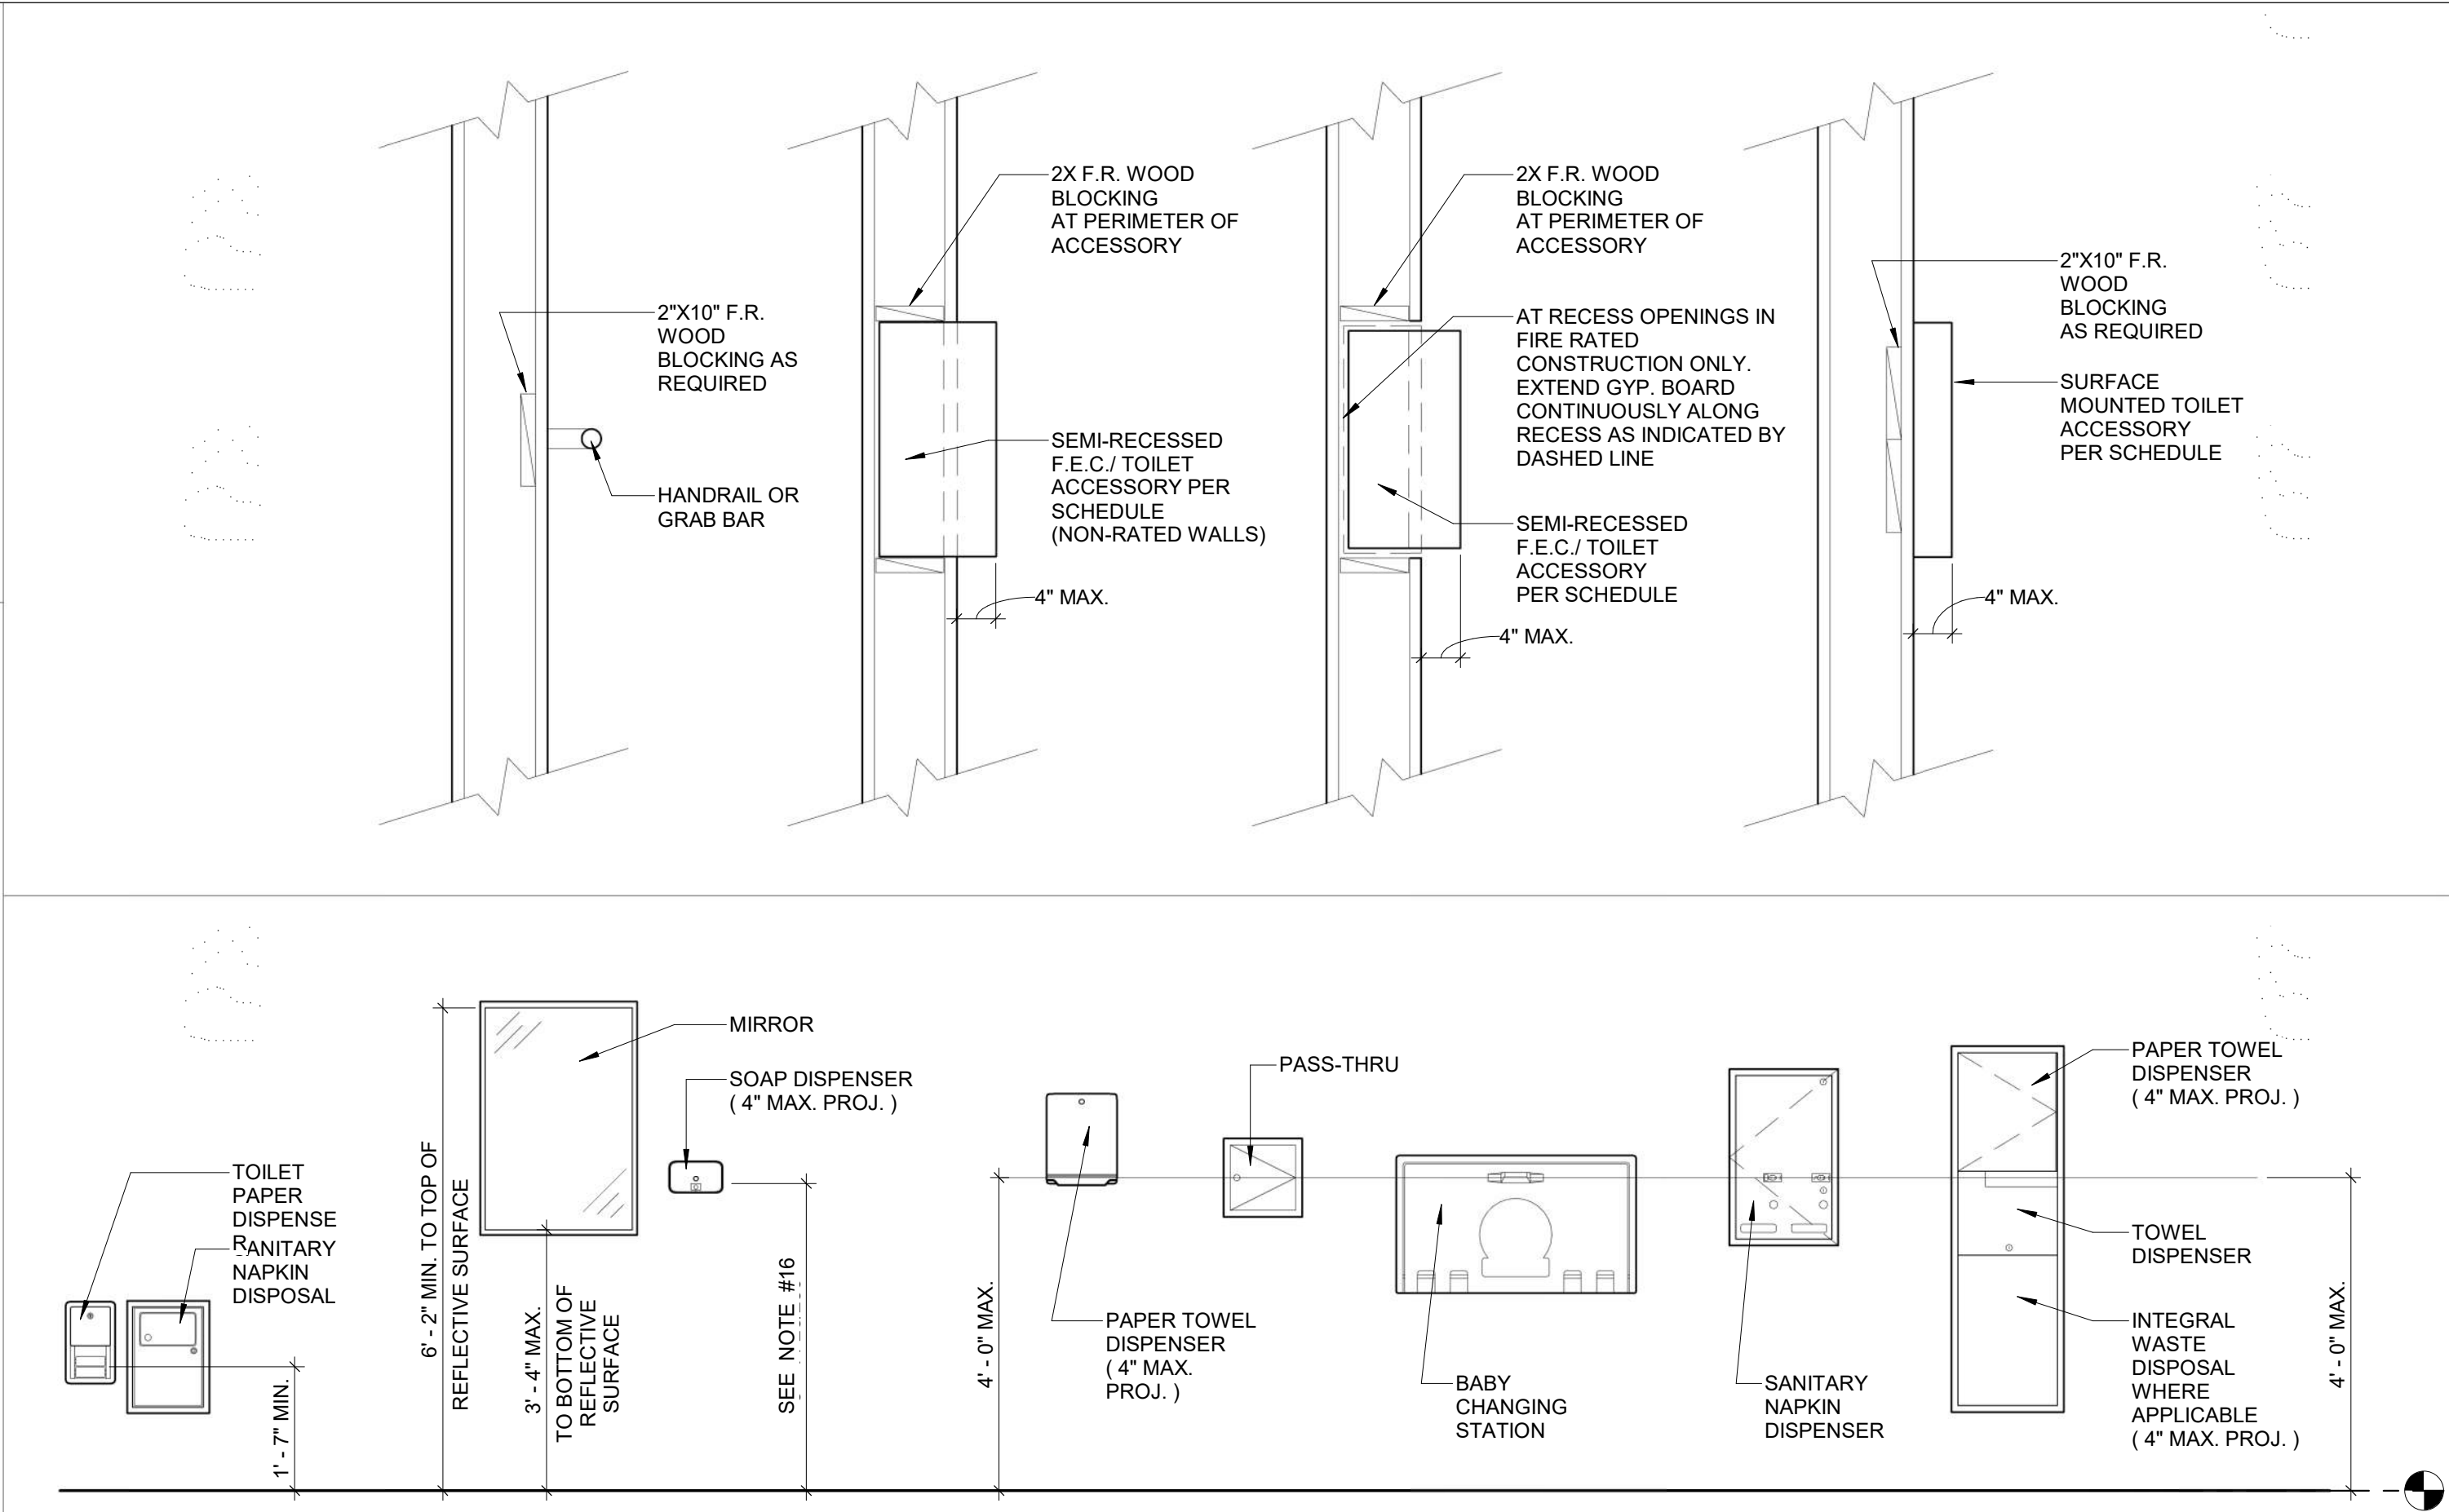 2"X10" F.R.
WOOD
BLOCKING AS
REQUIRED
HANDRAIL OR
GRAB BAR
2X F.R. WOOD
BLOCKING
AT PERIMETER OF
ACCESSORY
SEMI-RECESSED
F.E.C./ TOILET
ACCESSORY PER
SCHEDULE
(NON-RATED WALLS)
4" MAX.
2X F.R. WOOD
BLOCKING
AT PERIMETER OF
ACCESSORY
AT RECESS OPENINGS IN
FIRE RATED
CONSTRUCTION ONLY.
EXTEND GYP. BOARD
CONTINUOUSLY ALONG
RECESS AS INDICATED BY
DASHED LINE
SEMI-RECESSED
F.E.C./ TOILET
ACCESSORY
PER SCHEDULE
4" MAX.
2"X10" F.R.
WOOD
BLOCKING
AS REQUIRED
SURFACE
MOUNTED TOILET
ACCESSORY
PER SCHEDULE
4" MAX.
TOILET
PAPER
DISPENSE
R
SANITARY
NAPKIN
DISPOSAL
1' - 7" MIN.
6' - 2" MIN. TO TOP OF
REFLECTIVE SURFACE
MIRROR
3' - 4" MAX.
TO BOTTOM OF
REFLECTIVE
SURFACE
SOAP DISPENSER
( 4" MAX. PROJ. )
SEE NOTE #16
4' - 0" MAX.
PAPER TOWEL
DISPENSER
( 4" MAX.
PROJ. )
PASS-THRU
BABY
CHANGING
STATION
SANITARY
NAPKIN
DISPENSER
PAPER TOWEL
DISPENSER
( 4" MAX. PROJ. )
TOWEL
DISPENSER
INTEGRAL
WASTE
DISPOSAL
WHERE
APPLICABLE
( 4" MAX. PROJ. )
4' - 0" MAX.